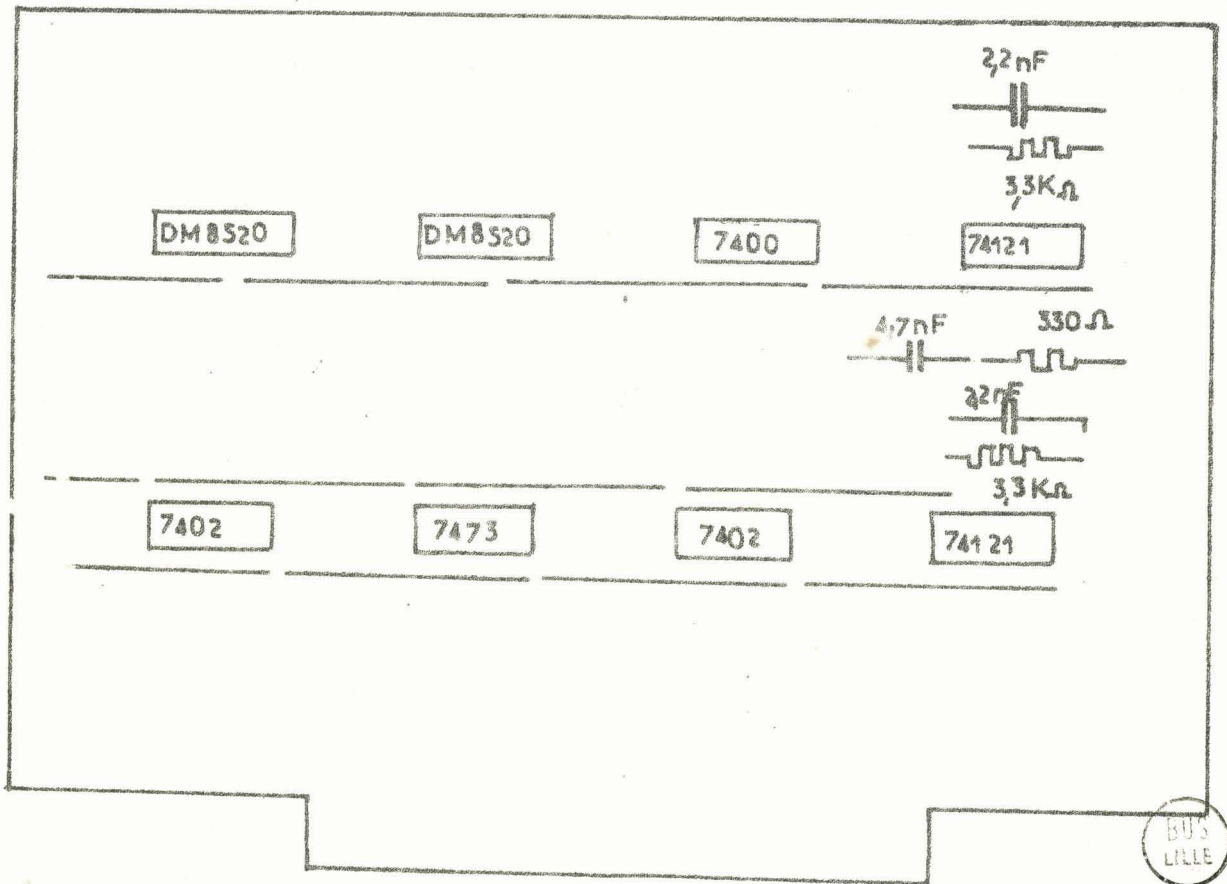 2,2nF
3,3KΩ
DM8520 DM8520 7400 74121
4,7nF 330Ω
2,2nF
3,3KΩ
7402 7473 7402 74121
BUS
LILLE